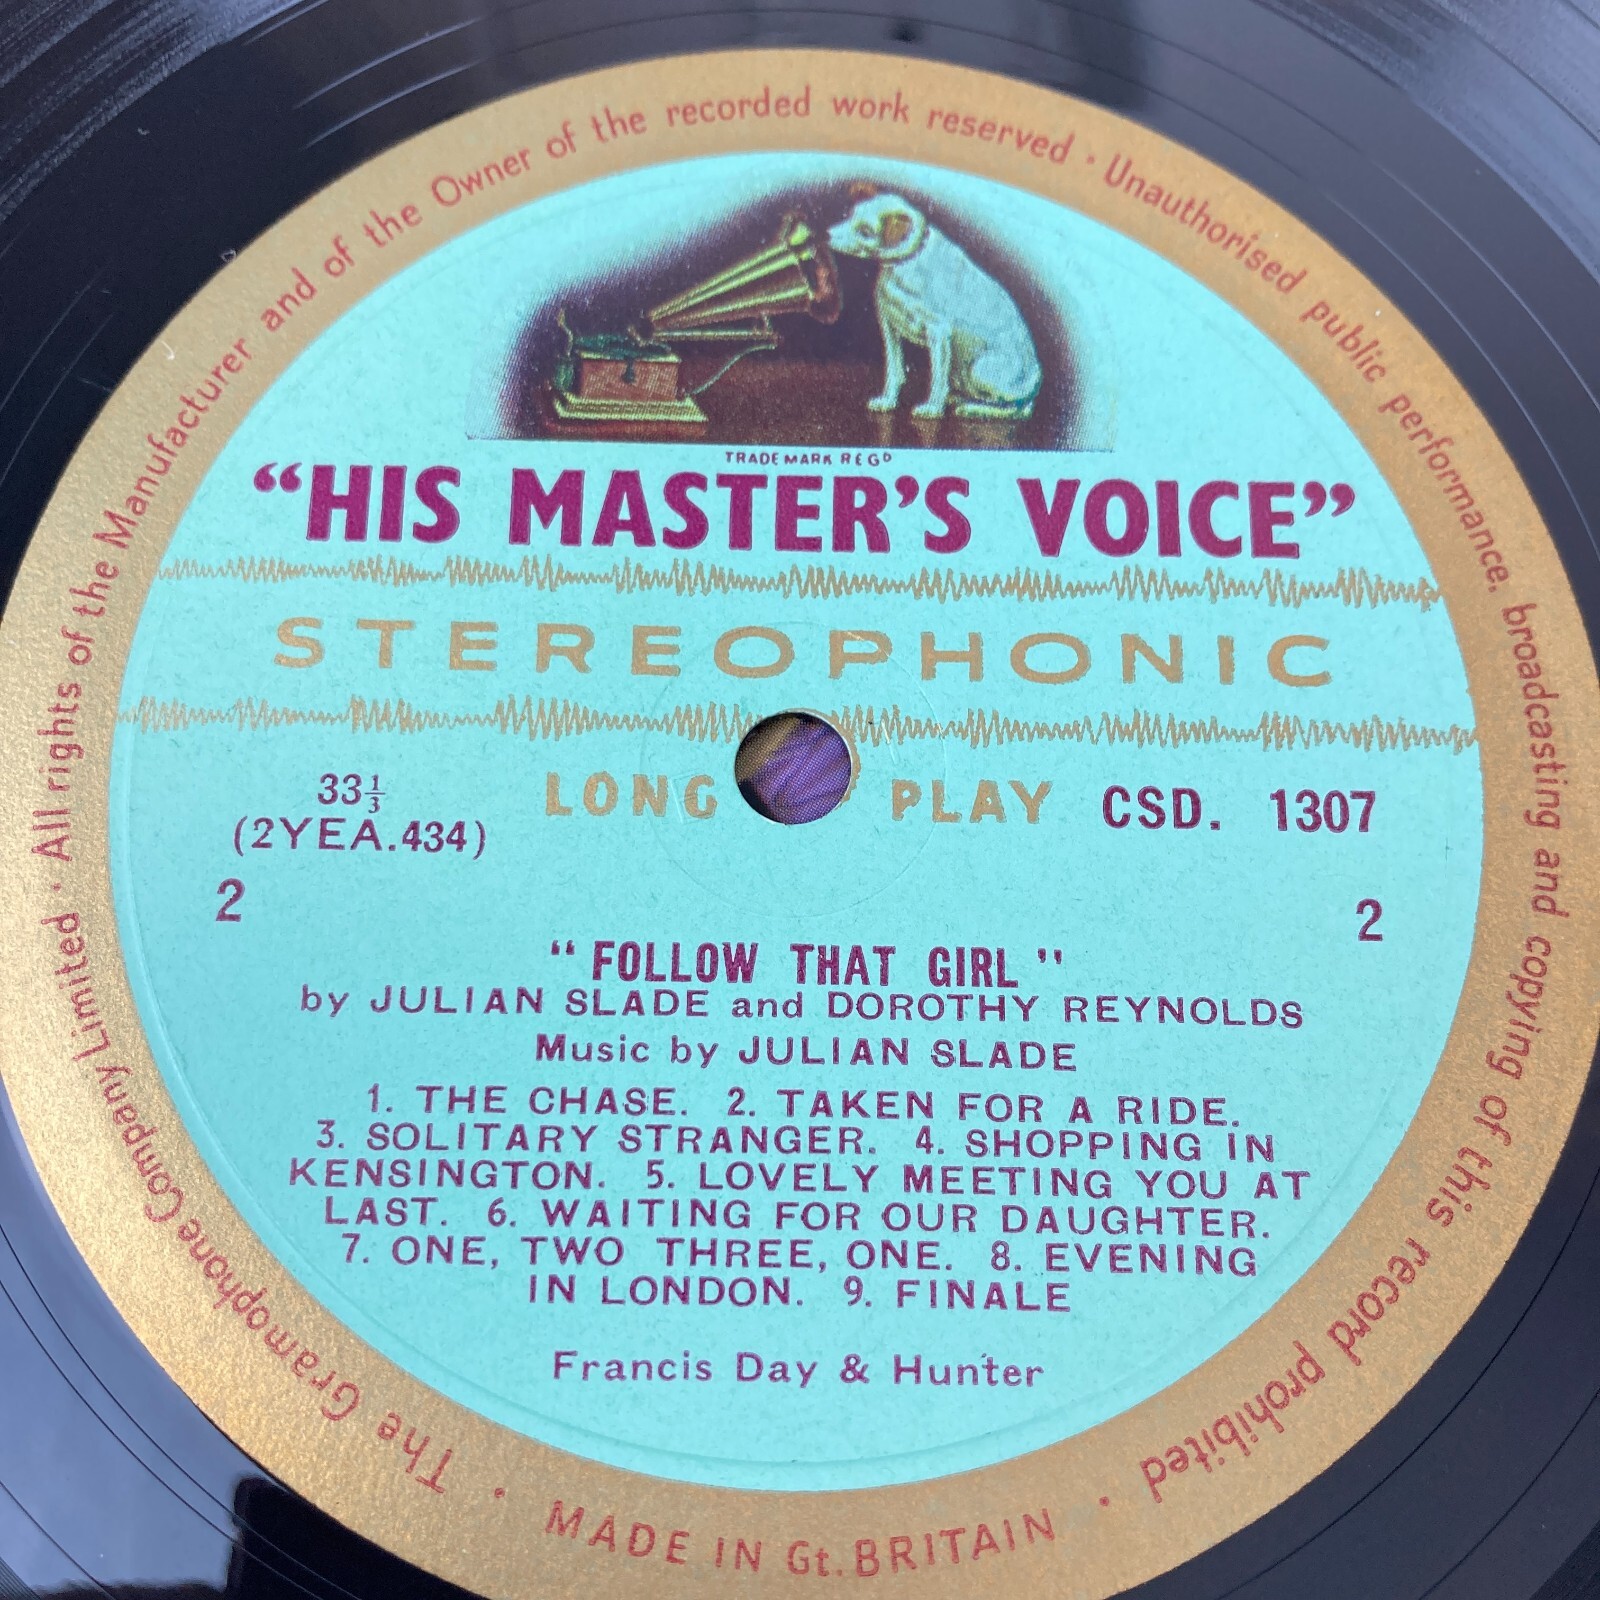 The Gramophone Company Limited · All rights of the Manufacturer and of the Owner of the recorded work reserved · Unauthorised public performance, broadcasting and copying of this record prohibited ·
TRADE MARK REGD
“HIS MASTER’S VOICE”
STEREOPHONIC
33⅓ LONG PLAY CSD. 1307
(2YEA.434)
2 2
“FOLLOW THAT GIRL”
by JULIAN SLADE and DOROTHY REYNOLDS
Music by JULIAN SLADE
1. THE CHASE. 2. TAKEN FOR A RIDE.
3. SOLITARY STRANGER. 4. SHOPPING IN
KENSINGTON. 5. LOVELY MEETING YOU AT
LAST. 6. WAITING FOR OUR DAUGHTER.
7. ONE, TWO THREE, ONE. 8. EVENING
IN LONDON. 9. FINALE
Francis Day & Hunter
· MADE IN Gt. BRITAIN ·